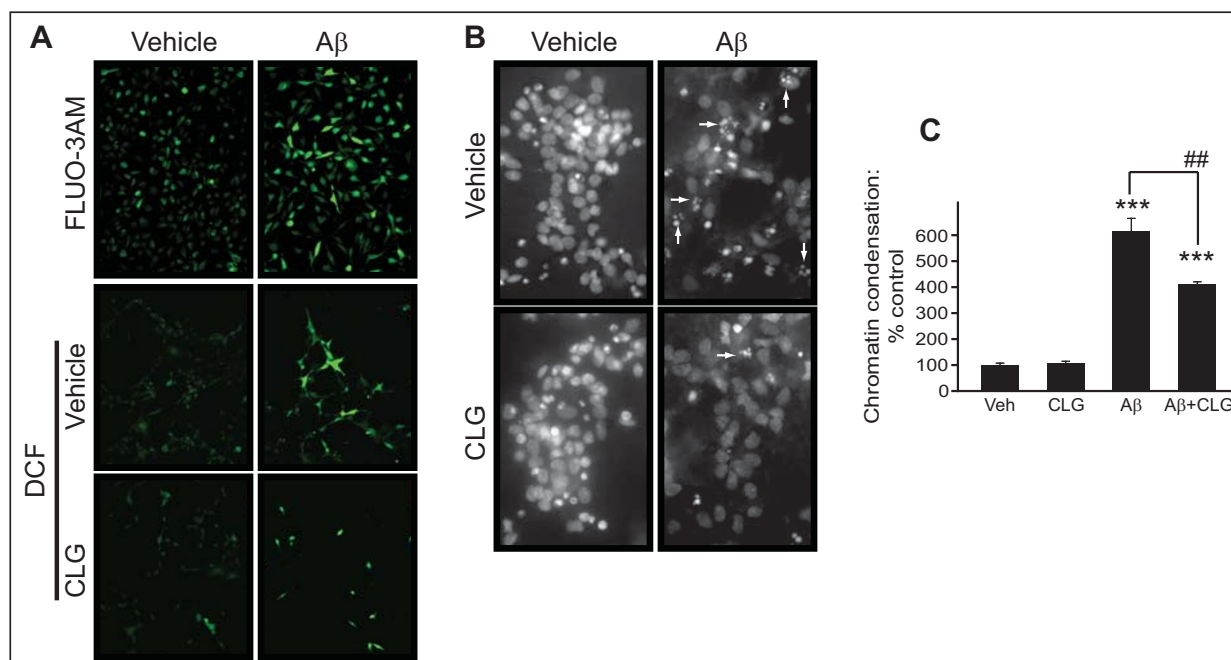 A
Vehicle
Aβ
FLUO-3AM
DCF
Vehicle
CLG
B
Vehicle
Aβ
Vehicle
CLG
C
Chromatin condensation:
% control
600
500
400
300
200
100
0
***
##
***
Veh
CLG
Aβ
Aβ+CLG